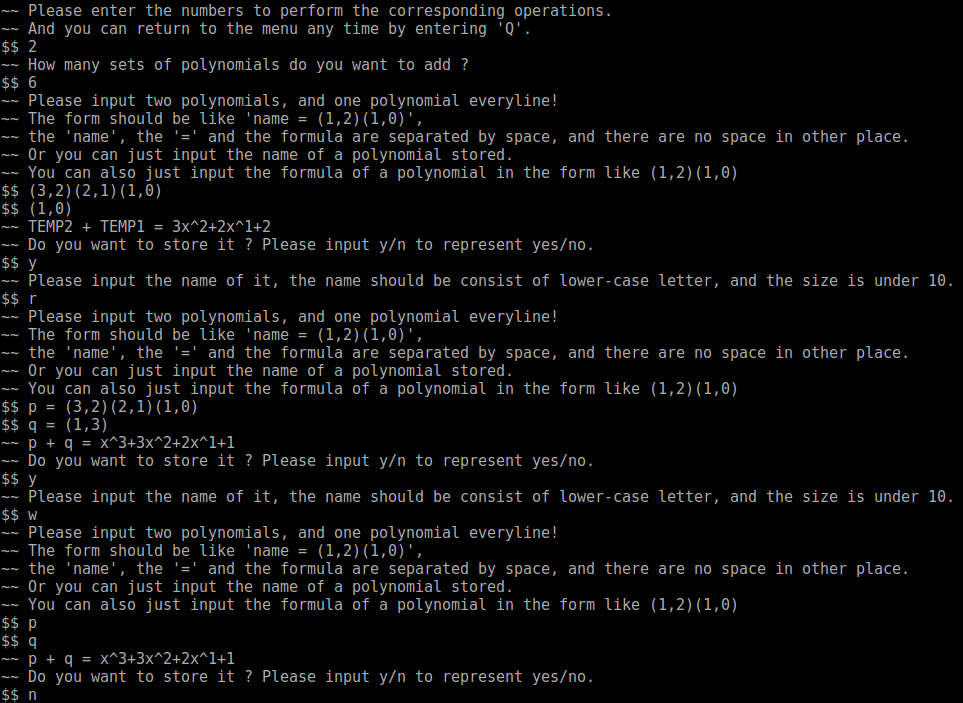 ~~ Please enter the numbers to perform the corresponding operations.
~~ And you can return to the menu any time by entering 'Q'.
$$ 2
~~ How many sets of polynomials do you want to add ?
$$ 6
~~ Please input two polynomials, and one polynomial everyline!
~~ The form should be like 'name = (1,2)(1,0)',
~~ the 'name', the '=' and the formula are separated by space, and there are no space in other place.
~~ Or you can just input the name of a polynomial stored.
~~ You can also just input the formula of a polynomial in the form like (1,2)(1,0)
$$ (3,2)(2,1)(1,0)
$$ (1,0)
~~ TEMP2 + TEMP1 = 3x^2+2x^1+2
~~ Do you want to store it ? Please input y/n to represent yes/no.
$$ y
~~ Please input the name of it, the name should be consist of lower-case letter, and the size is under 10.
$$ r
~~ Please input two polynomials, and one polynomial everyline!
~~ The form should be like 'name = (1,2)(1,0)',
~~ the 'name', the '=' and the formula are separated by space, and there are no space in other place.
~~ Or you can just input the name of a polynomial stored.
~~ You can also just input the formula of a polynomial in the form like (1,2)(1,0)
$$ p = (3,2)(2,1)(1,0)
$$ q = (1,3)
~~ p + q = x^3+3x^2+2x^1+1
~~ Do you want to store it ? Please input y/n to represent yes/no.
$$ y
~~ Please input the name of it, the name should be consist of lower-case letter, and the size is under 10.
$$ w
~~ Please input two polynomials, and one polynomial everyline!
~~ The form should be like 'name = (1,2)(1,0)',
~~ the 'name', the '=' and the formula are separated by space, and there are no space in other place.
~~ Or you can just input the name of a polynomial stored.
~~ You can also just input the formula of a polynomial in the form like (1,2)(1,0)
$$ p
$$ q
~~ p + q = x^3+3x^2+2x^1+1
~~ Do you want to store it ? Please input y/n to represent yes/no.
$$ n